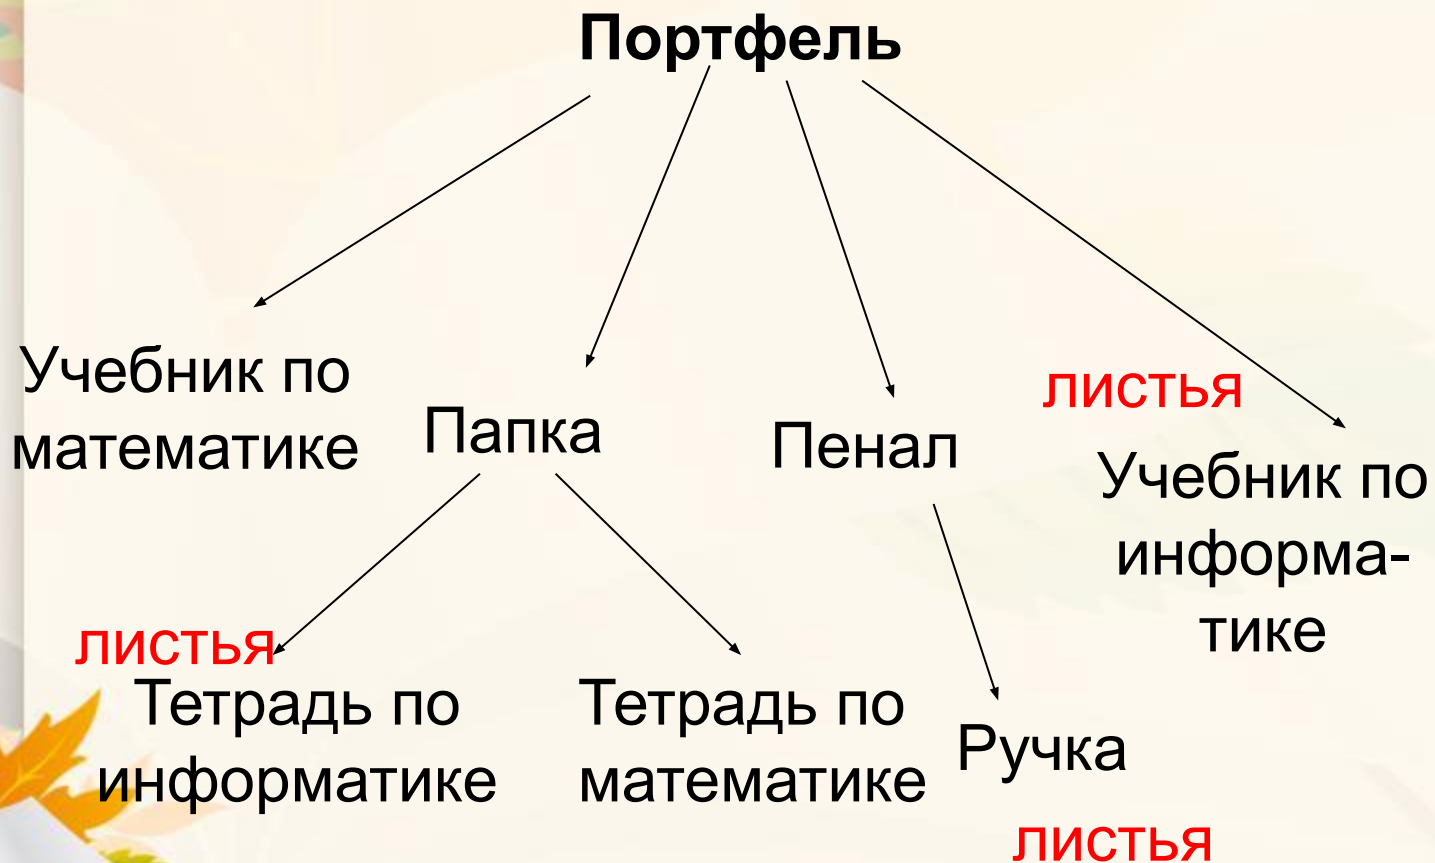 Портфель
Учебник по
математике
Папка
Пенал
листья
Учебник по
информа-
тике
листья
Тетрадь по
информатике
Тетрадь по
математике
Ручка
листья